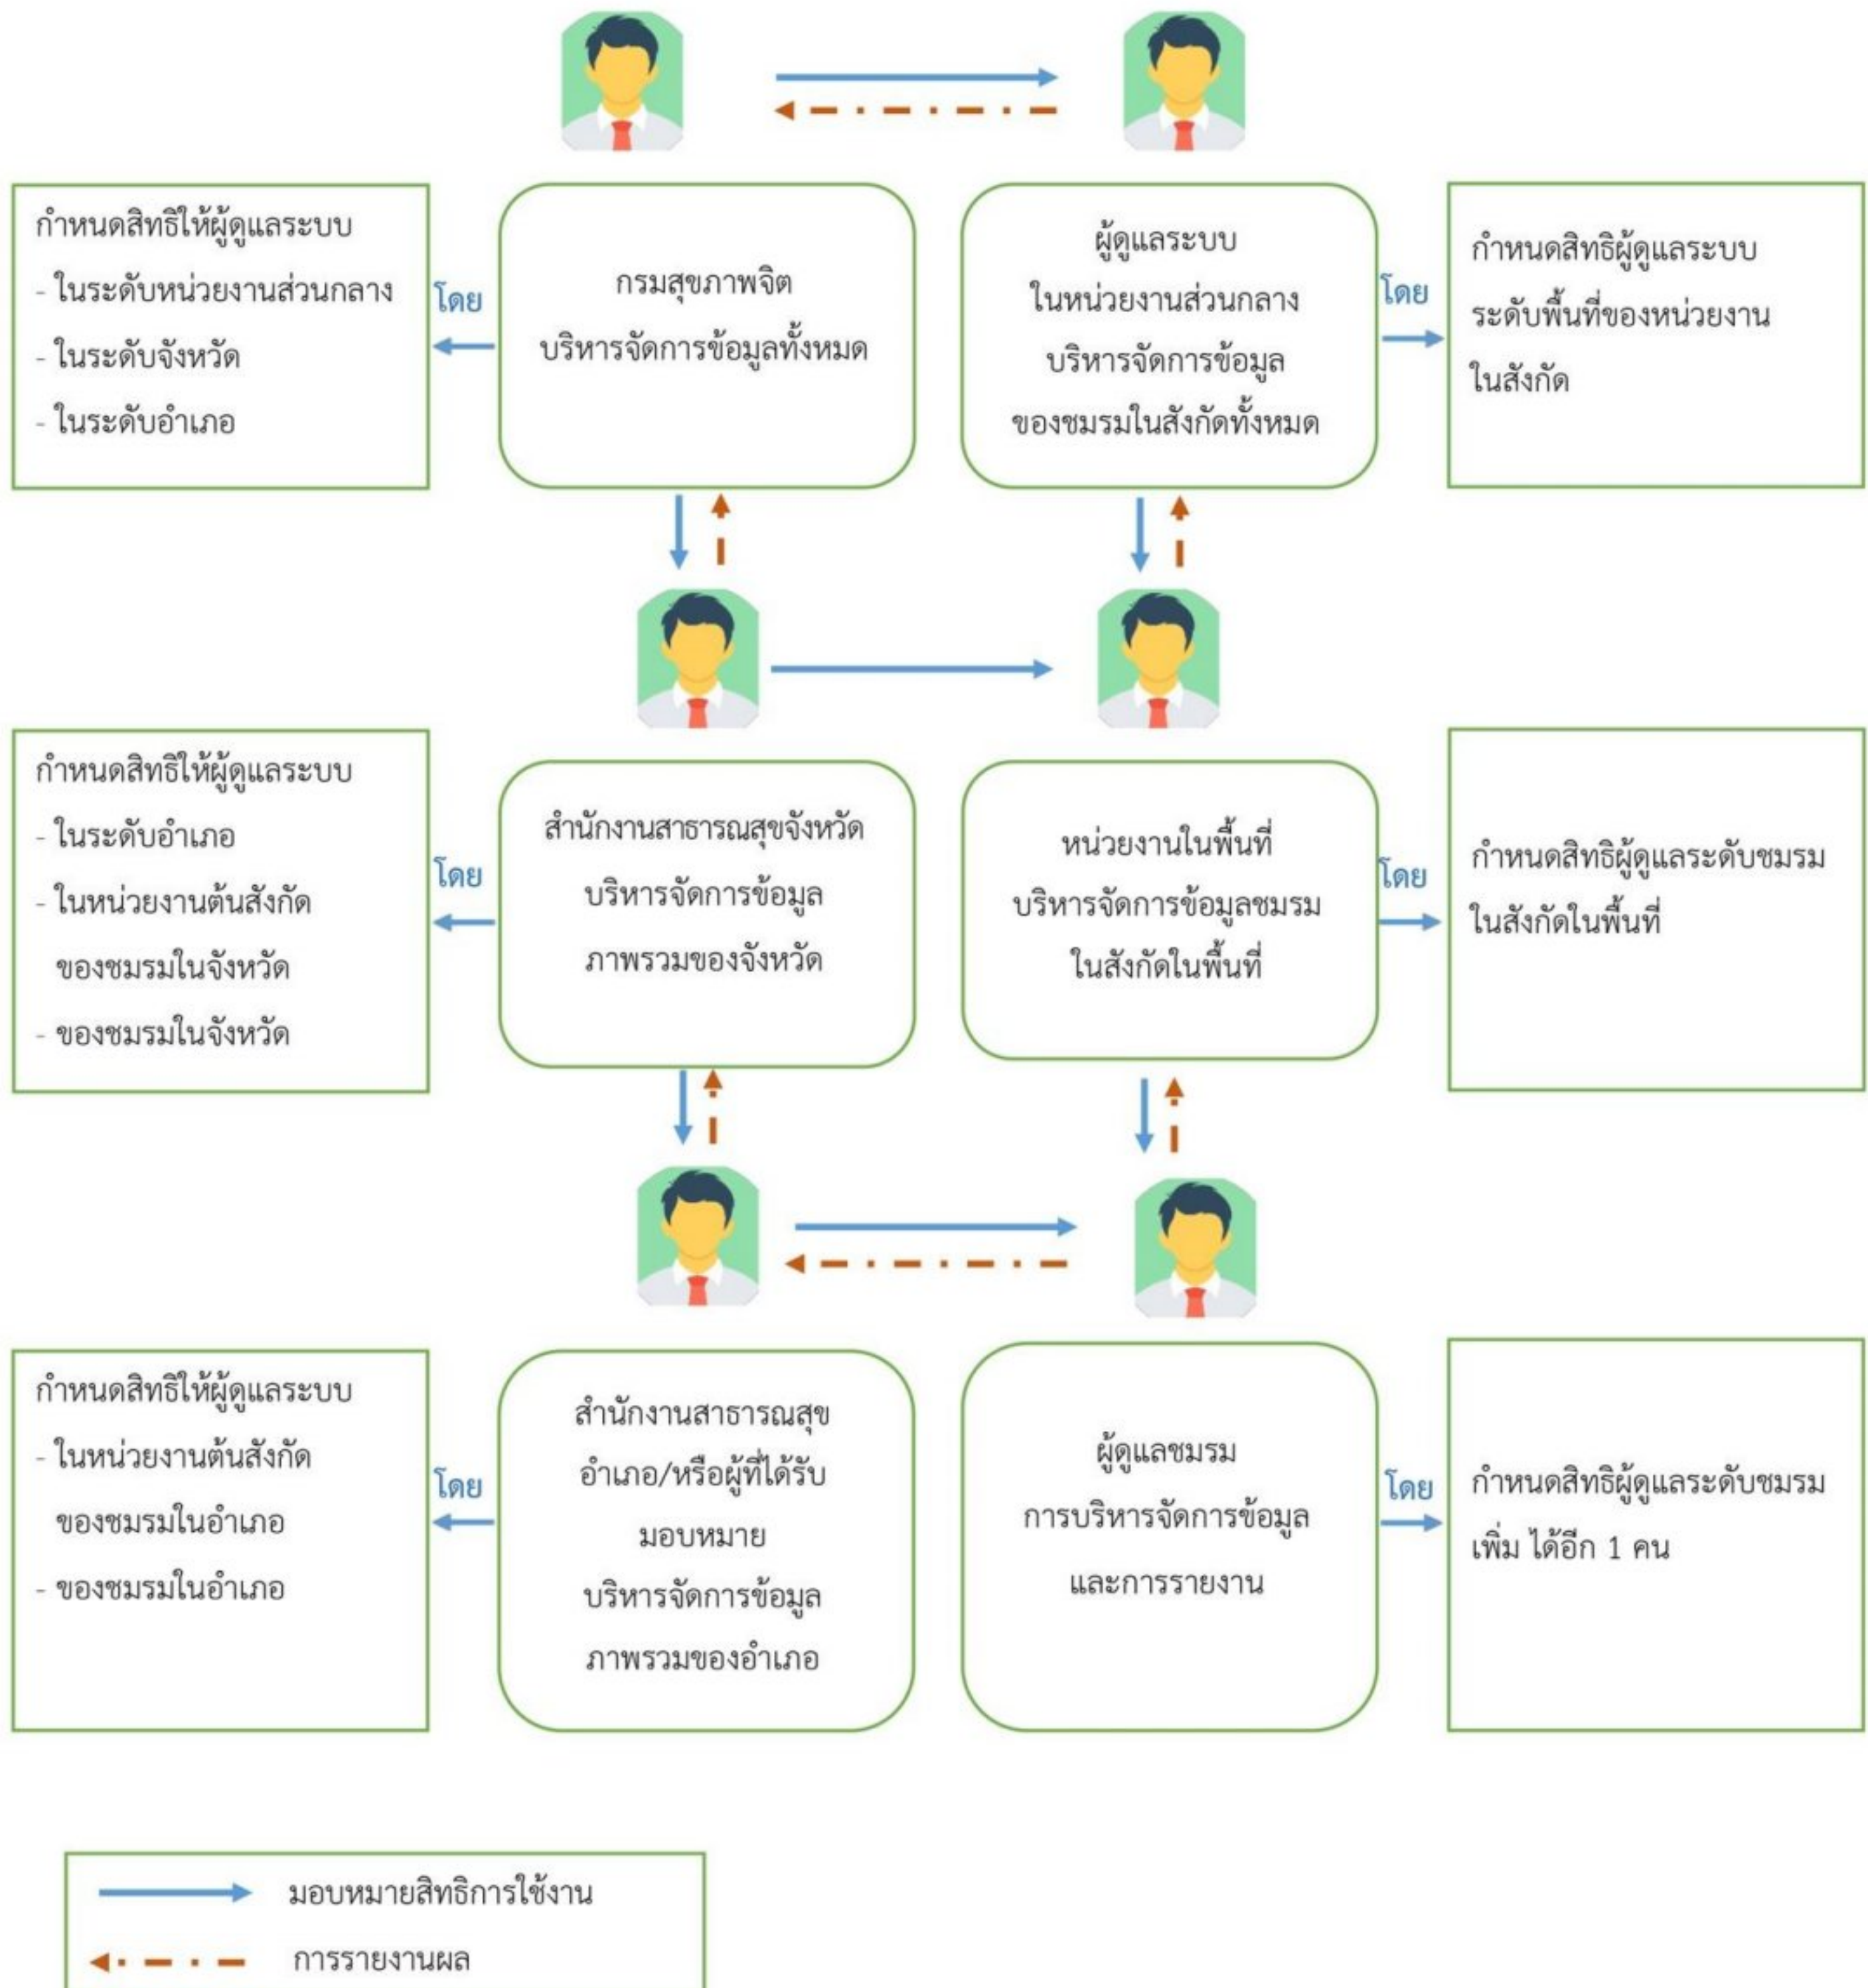 กำหนดสิทธิให้ผู้ดูแลระบบ
- ในระดับหน่วยงานส่วนกลาง
- ในระดับจังหวัด
- ในระดับอำเภอ
โดย
กรมสุขภาพจิต
บริหารจัดการข้อมูลทั้งหมด
ผู้ดูแลระบบ
ในหน่วยงานส่วนกลาง
บริหารจัดการข้อมูล
ของชมรมในสังกัดทั้งหมด
โดย
กำหนดสิทธิผู้ดูแลระบบ
ระดับพื้นที่ของหน่วยงาน
ในสังกัด
กำหนดสิทธิให้ผู้ดูแลระบบ
- ในระดับอำเภอ
- ในหน่วยงานต้นสังกัด
ของชมรมในจังหวัด
- ของชมรมในจังหวัด
โดย
สำนักงานสาธารณสุขจังหวัด
บริหารจัดการข้อมูล
ภาพรวมของจังหวัด
หน่วยงานในพื้นที่
บริหารจัดการข้อมูลชมรม
ในสังกัดในพื้นที่
โดย
กำหนดสิทธิผู้ดูแลระดับชมรม
ในสังกัดในพื้นที่
กำหนดสิทธิให้ผู้ดูแลระบบ
- ในหน่วยงานต้นสังกัด
ของชมรมในอำเภอ
- ของชมรมในอำเภอ
โดย
สำนักงานสาธารณสุข
อำเภอ/หรือผู้ที่ได้รับ
มอบหมาย
บริหารจัดการข้อมูล
ภาพรวมของอำเภอ
ผู้ดูแลชมรม
การบริหารจัดการข้อมูล
และการรายงาน
โดย
กำหนดสิทธิผู้ดูแลระดับชมรม
เพิ่ม ได้อีก 1 คน
มอบหมายสิทธิการใช้งาน
การรายงานผล